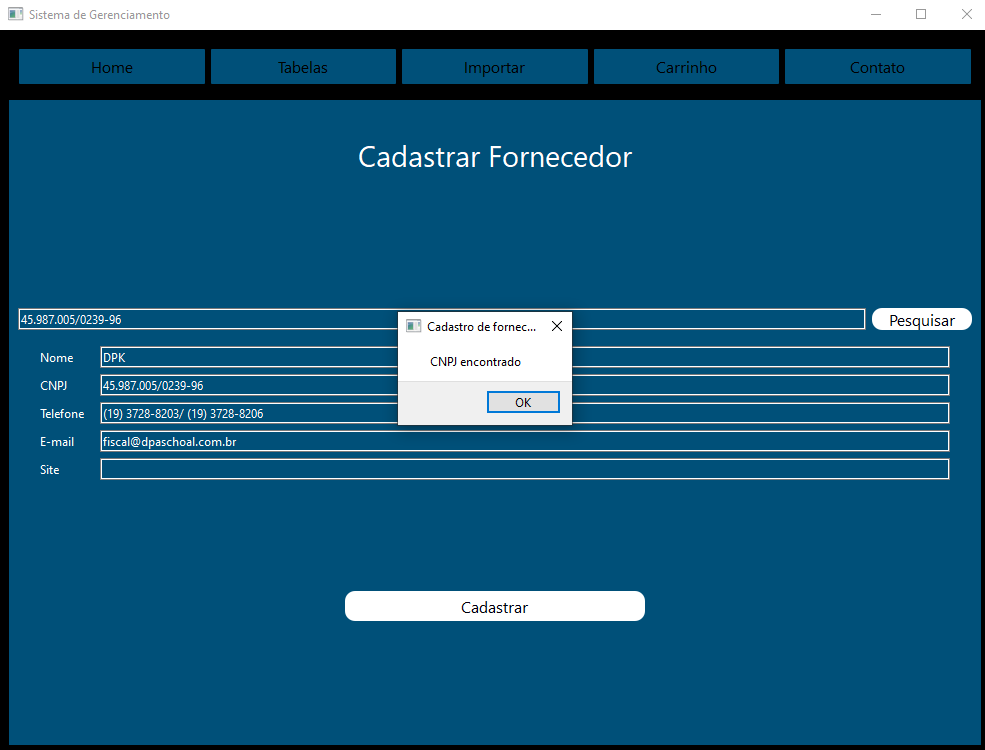 Sistema de Gerenciamento
Home Tabelas Importar Carrinho Contato
Cadastrar Fornecedor
45.987.005/0239-96 Pesquisar
Cadastro de fornec...
CNPJ encontrado
OK
Nome DPK
CNPJ 45.987.005/0239-96
Telefone (19) 3728-8203/ (19) 3728-8206
E-mail fiscal@dpaschoal.com.br
Site
Cadastrar